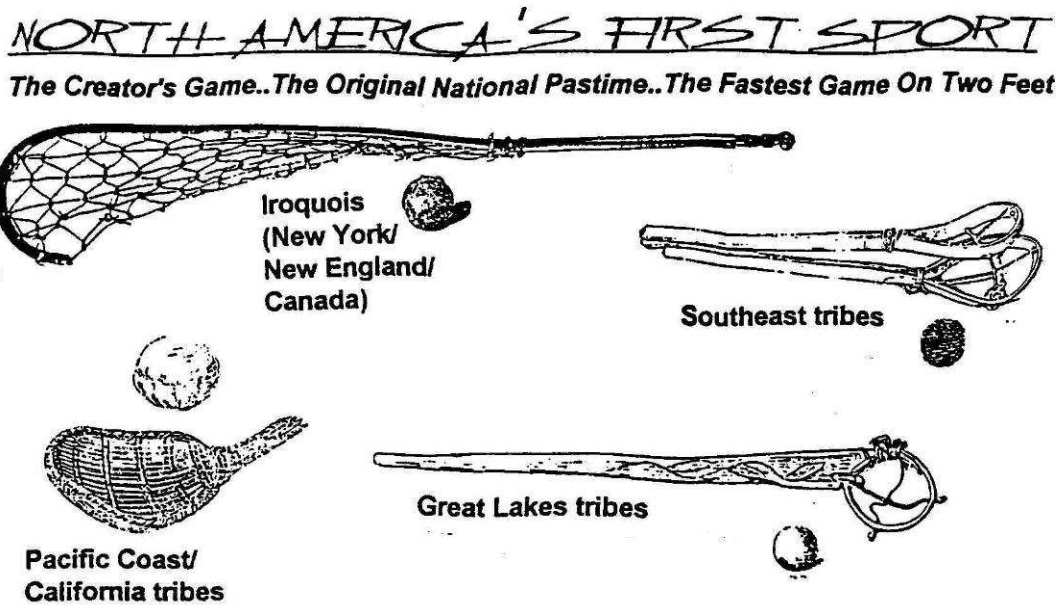 NORTH AMERICA'S FIRST SPORT
The Creator's Game..The Original National Pastime..The Fastest Game On Two Feet
Iroquois
(New York/
New England/
Canada)
Southeast tribes
Great Lakes tribes
Pacific Coast/
California tribes